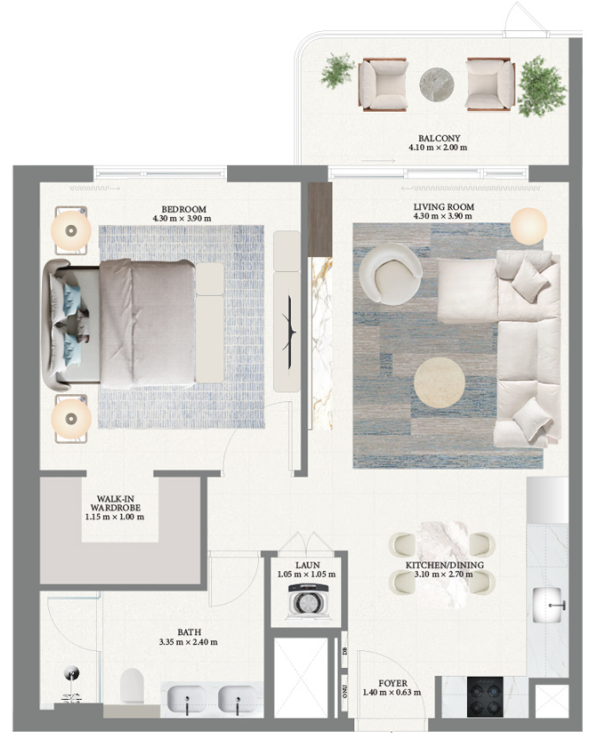 BALCONY
4.10 m × 2.00 m
BEDROOM
4.30 m × 3.90 m
LIVING ROOM
4.30 m × 3.90 m
WALK-IN
WARDROBE
1.15 m × 1.00 m
LAUN
1.05 m × 1.05 m
KITCHEN/DINING
3.10 m × 2.70 m
BATH
3.35 m × 2.40 m
DB
ONU
FOYER
1.40 m × 0.63 m